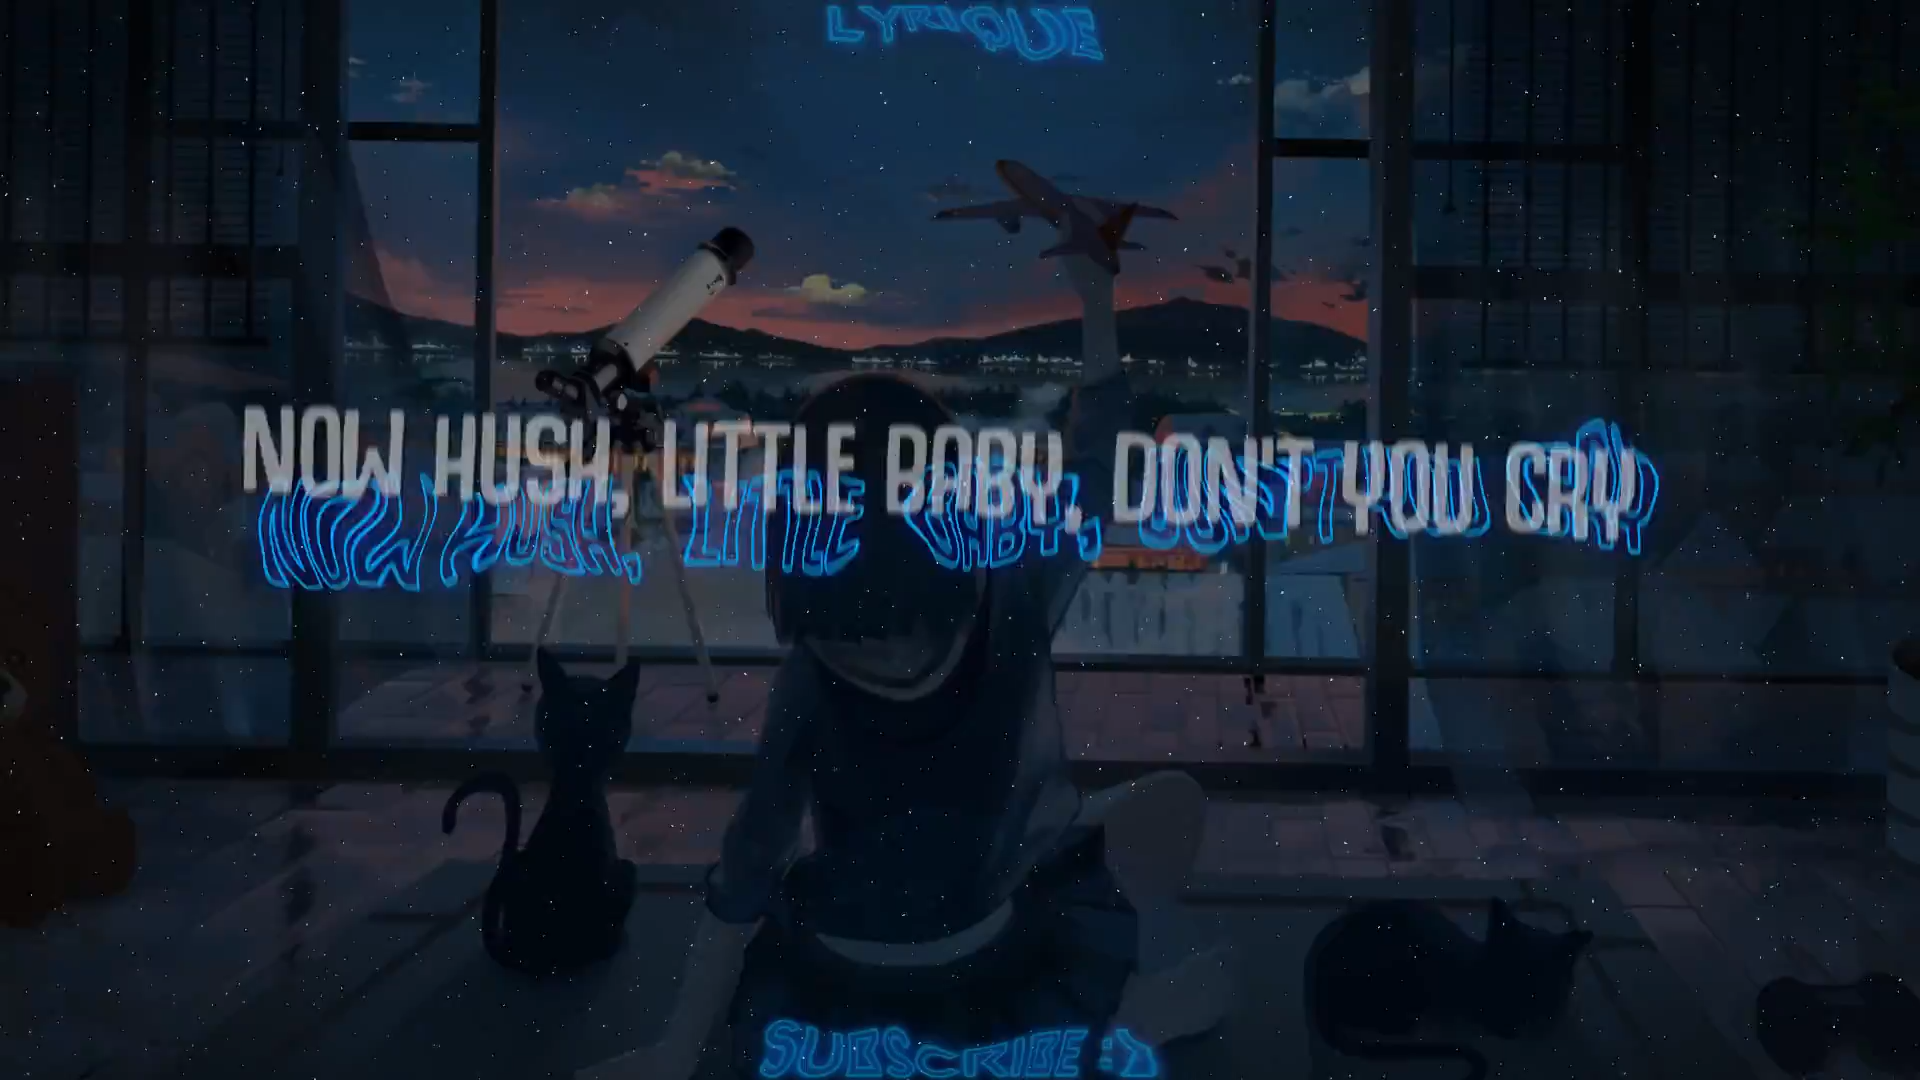 LYRIQUE
NOW HUSH, LITTLE BABY, DON'T YOU CRY
NOW HUSH, LITTLE BABY, DON'T YOU CRY
SUBSCRIBE :)